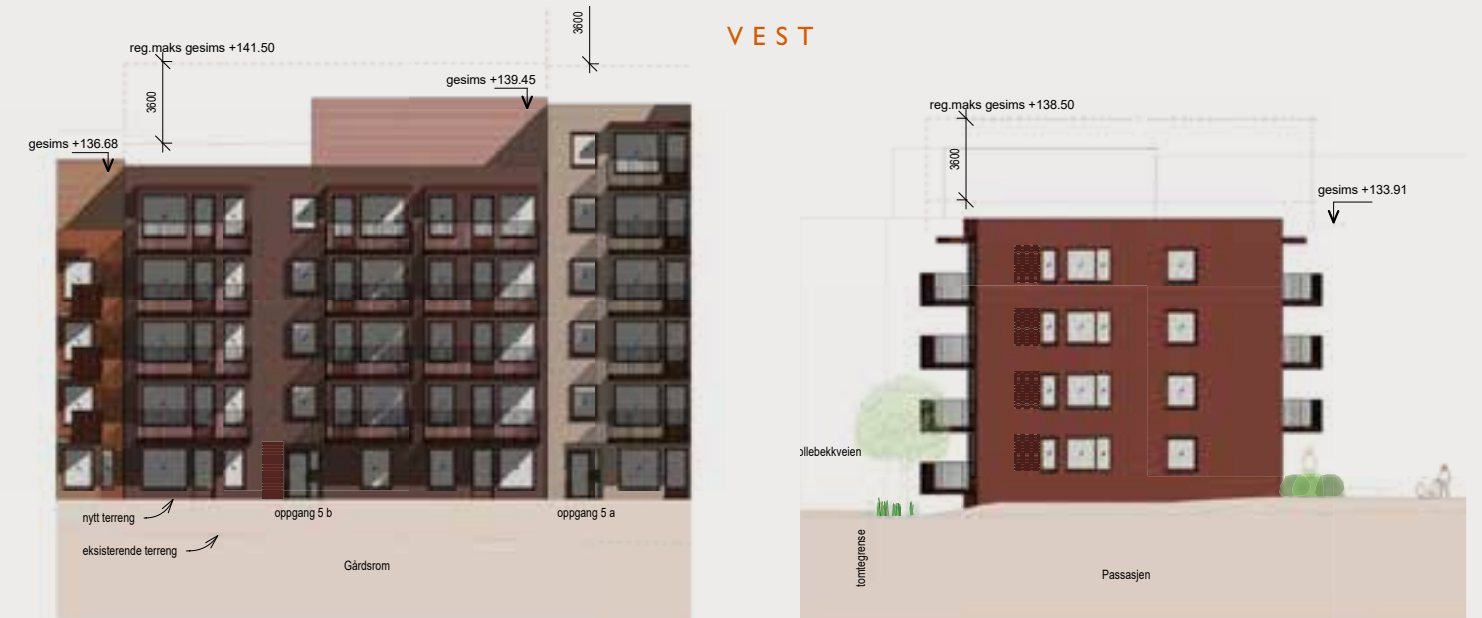 VEST
3600
reg.maks gesims +141.50
3600
gesims +139.45
gesims +136.68
nytt terreng
oppgang 5 b
oppgang 5 a
eksisterende terreng
Gårdsrom
reg.maks gesims +138.50
3600
gesims +133.91
ollebekkveien
tomtegrense
Passasjen